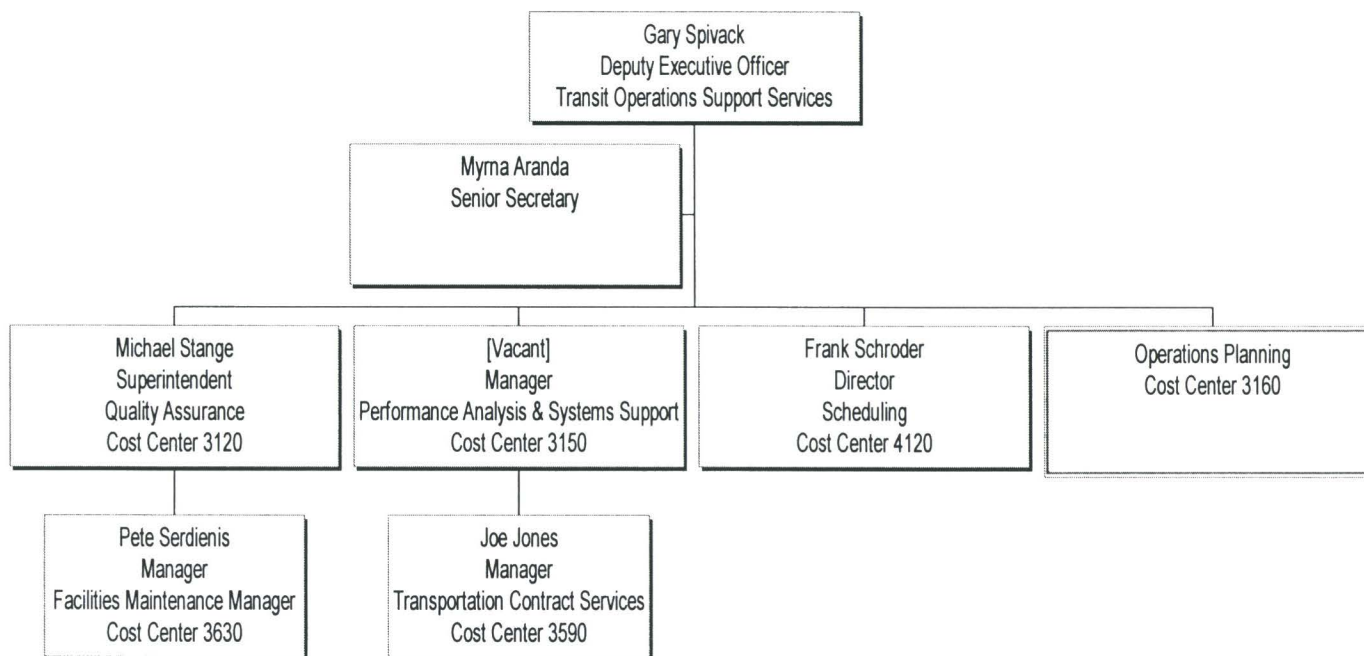 Gary Spivack
Deputy Executive Officer
Transit Operations Support Services
Myrna Aranda
Senior Secretary
Michael Stange
Superintendent
Quality Assurance
Cost Center 3120
[Vacant]
Manager
Performance Analysis & Systems Support
Cost Center 3150
Frank Schroder
Director
Scheduling
Cost Center 4120
Operations Planning
Cost Center 3160
Pete Serdienis
Manager
Facilities Maintenance Manager
Cost Center 3630
Joe Jones
Manager
Transportation Contract Services
Cost Center 3590